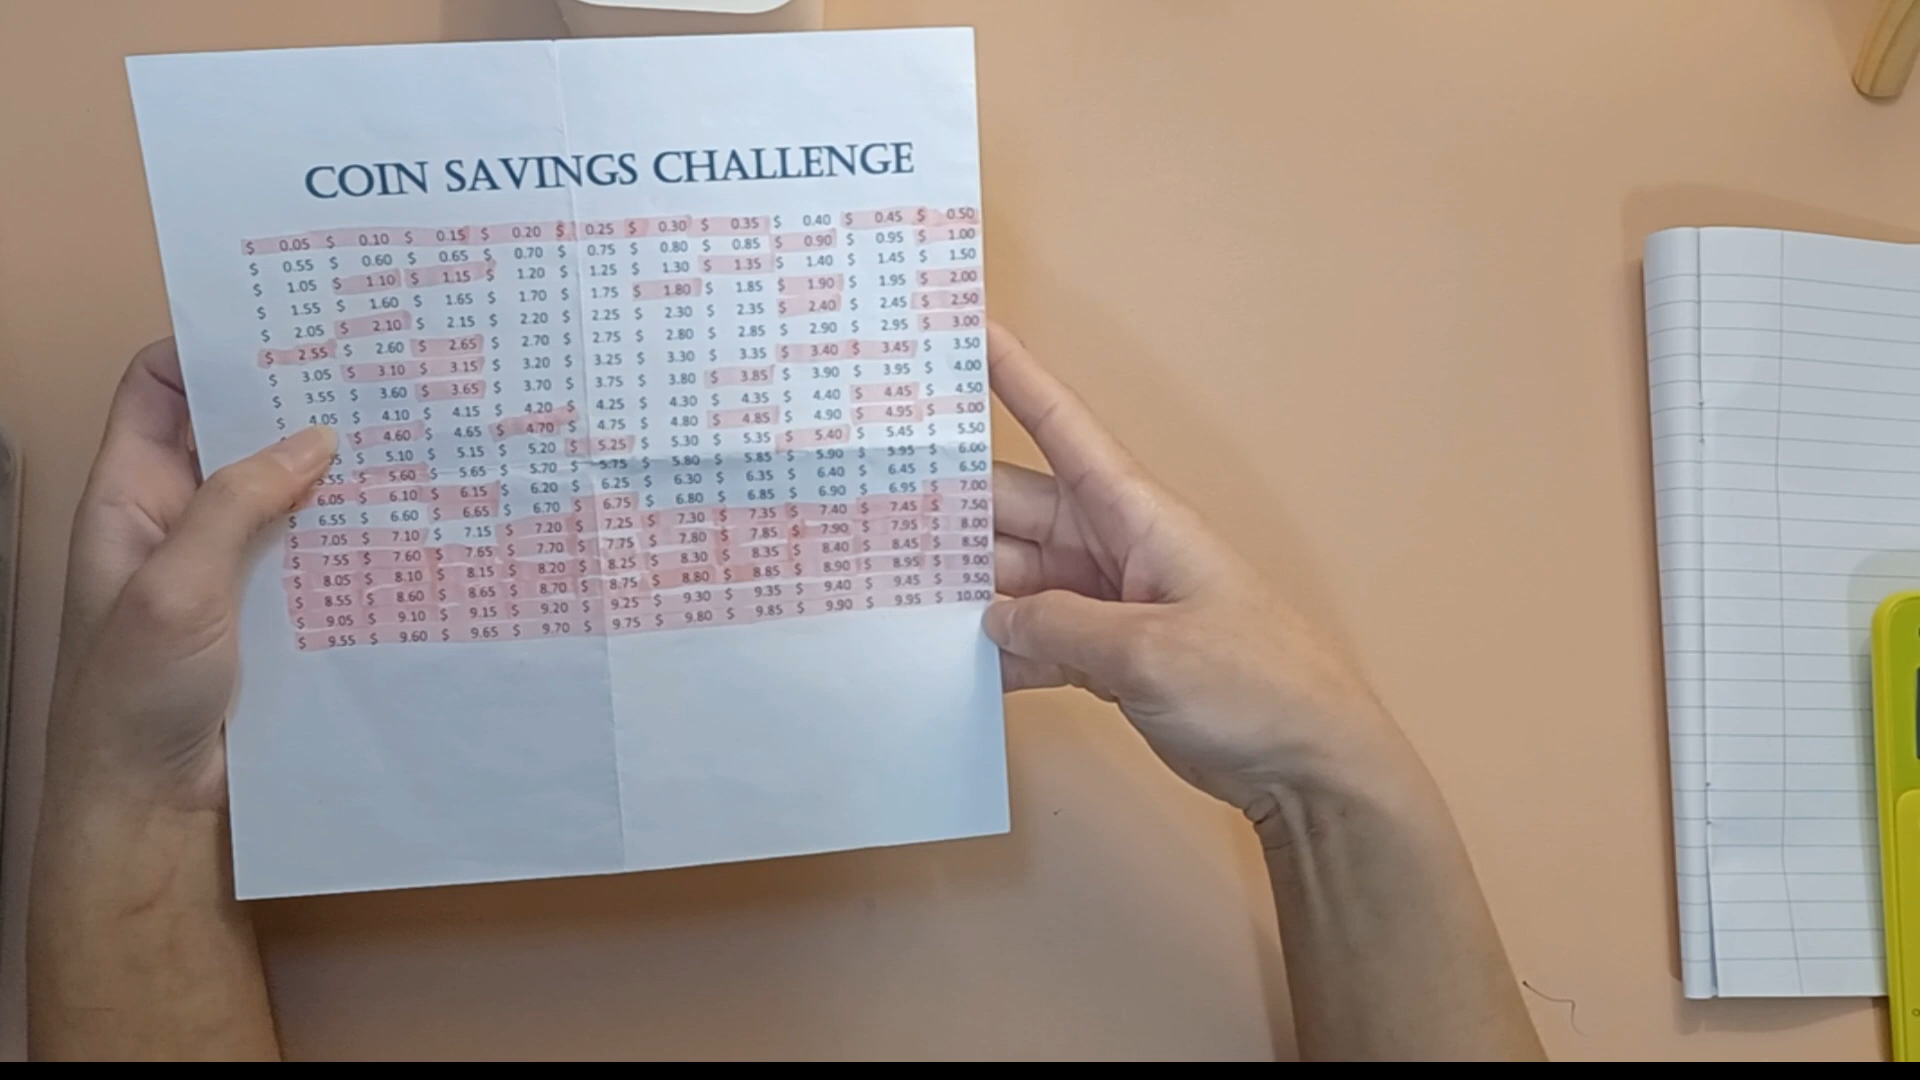 COIN SAVINGS CHALLENGE
$ 0.05 $ 0.10 $ 0.15 $ 0.20 $ 0.25 $ 0.30 $ 0.35 $ 0.40 $ 0.45 $ 0.50
$ 0.55 $ 0.60 $ 0.65 $ 0.70 $ 0.75 $ 0.80 $ 0.85 $ 0.90 $ 0.95 $ 1.00
$ 1.05 $ 1.10 $ 1.15 $ 1.20 $ 1.25 $ 1.30 $ 1.35 $ 1.40 $ 1.45 $ 1.50
$ 1.55 $ 1.60 $ 1.65 $ 1.70 $ 1.75 $ 1.80 $ 1.85 $ 1.90 $ 1.95 $ 2.00
$ 2.05 $ 2.10 $ 2.15 $ 2.20 $ 2.25 $ 2.30 $ 2.35 $ 2.40 $ 2.45 $ 2.50
$ 2.55 $ 2.60 $ 2.65 $ 2.70 $ 2.75 $ 2.80 $ 2.85 $ 2.90 $ 2.95 $ 3.00
$ 3.05 $ 3.10 $ 3.15 $ 3.20 $ 3.25 $ 3.30 $ 3.35 $ 3.40 $ 3.45 $ 3.50
$ 3.55 $ 3.60 $ 3.65 $ 3.70 $ 3.75 $ 3.80 $ 3.85 $ 3.90 $ 3.95 $ 4.00
$ 4.05 $ 4.10 $ 4.15 $ 4.20 $ 4.25 $ 4.30 $ 4.35 $ 4.40 $ 4.45 $ 4.50
$ 4.60 $ 4.65 $ 4.70 $ 4.75 $ 4.80 $ 4.85 $ 4.90 $ 4.95 $ 5.00
5.10 $ 5.15 $ 5.20 $ 5.25 $ 5.30 $ 5.35 $ 5.40 $ 5.45 $ 5.50
5.55 $ 5.60 $ 5.65 $ 5.70 $ 5.75 $ 5.80 $ 5.85 $ 5.90 $ 5.95 $ 6.00
6.05 $ 6.10 $ 6.15 $ 6.20 $ 6.25 $ 6.30 $ 6.35 $ 6.40 $ 6.45 $ 6.50
$ 6.55 $ 6.60 $ 6.65 $ 6.70 $ 6.75 $ 6.80 $ 6.85 $ 6.90 $ 6.95 $ 7.00
$ 7.05 $ 7.10 $ 7.15 $ 7.20 $ 7.25 $ 7.30 $ 7.35 $ 7.40 $ 7.45 $ 7.50
$ 7.55 $ 7.60 $ 7.65 $ 7.70 $ 7.75 $ 7.80 $ 7.85 $ 7.90 $ 7.95 $ 8.00
$ 8.05 $ 8.10 $ 8.15 $ 8.20 $ 8.25 $ 8.30 $ 8.35 $ 8.40 $ 8.45 $ 8.50
$ 8.55 $ 8.60 $ 8.65 $ 8.70 $ 8.75 $ 8.80 $ 8.85 $ 8.90 $ 8.95 $ 9.00
$ 9.05 $ 9.10 $ 9.15 $ 9.20 $ 9.25 $ 9.30 $ 9.35 $ 9.40 $ 9.45 $ 9.50
$ 9.55 $ 9.60 $ 9.65 $ 9.70 $ 9.75 $ 9.80 $ 9.85 $ 9.90 $ 9.95 $ 10.00